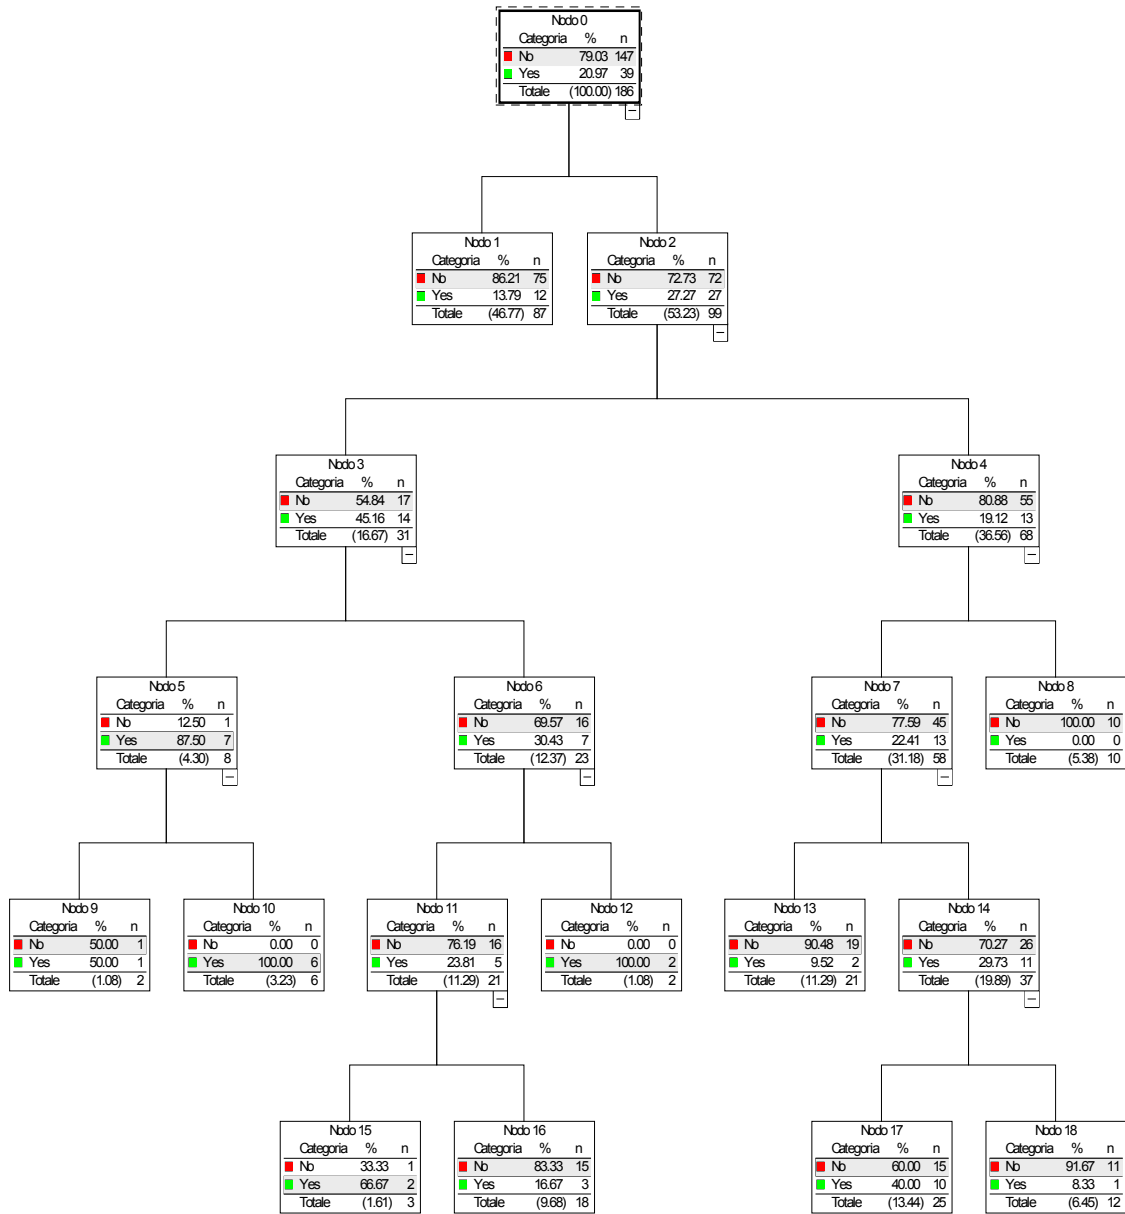 Nodo 0
Categoria % n
No 79.03 147
Yes 20.97 39
Totale (100.00) 186
Nodo 1
Categoria % n
No 86.21 75
Yes 13.79 12
Totale (46.77) 87
Nodo 2
Categoria % n
No 72.73 72
Yes 27.27 27
Totale (53.23) 99
Nodo 3
Categoria % n
No 54.84 17
Yes 45.16 14
Totale (16.67) 31
Nodo 4
Categoria % n
No 80.88 55
Yes 19.12 13
Totale (36.56) 68
Nodo 5
Categoria % n
No 12.50 1
Yes 87.50 7
Totale (4.30) 8
Nodo 6
Categoria % n
No 69.57 16
Yes 30.43 7
Totale (12.37) 23
Nodo 7
Categoria % n
No 77.59 45
Yes 22.41 13
Totale (31.18) 58
Nodo 8
Categoria % n
No 100.00 10
Yes 0.00 0
Totale (5.38) 10
Nodo 9
Categoria % n
No 50.00 1
Yes 50.00 1
Totale (1.08) 2
Nodo 10
Categoria % n
No 0.00 0
Yes 100.00 6
Totale (3.23) 6
Nodo 11
Categoria % n
No 76.19 16
Yes 23.81 5
Totale (11.29) 21
Nodo 12
Categoria % n
No 0.00 0
Yes 100.00 2
Totale (1.08) 2
Nodo 13
Categoria % n
No 90.48 19
Yes 9.52 2
Totale (11.29) 21
Nodo 14
Categoria % n
No 70.27 26
Yes 29.73 11
Totale (19.89) 37
Nodo 15
Categoria % n
No 33.33 1
Yes 66.67 2
Totale (1.61) 3
Nodo 16
Categoria % n
No 83.33 15
Yes 16.67 3
Totale (9.68) 18
Nodo 17
Categoria % n
No 60.00 15
Yes 40.00 10
Totale (13.44) 25
Nodo 18
Categoria % n
No 91.67 11
Yes 8.33 1
Totale (6.45) 12